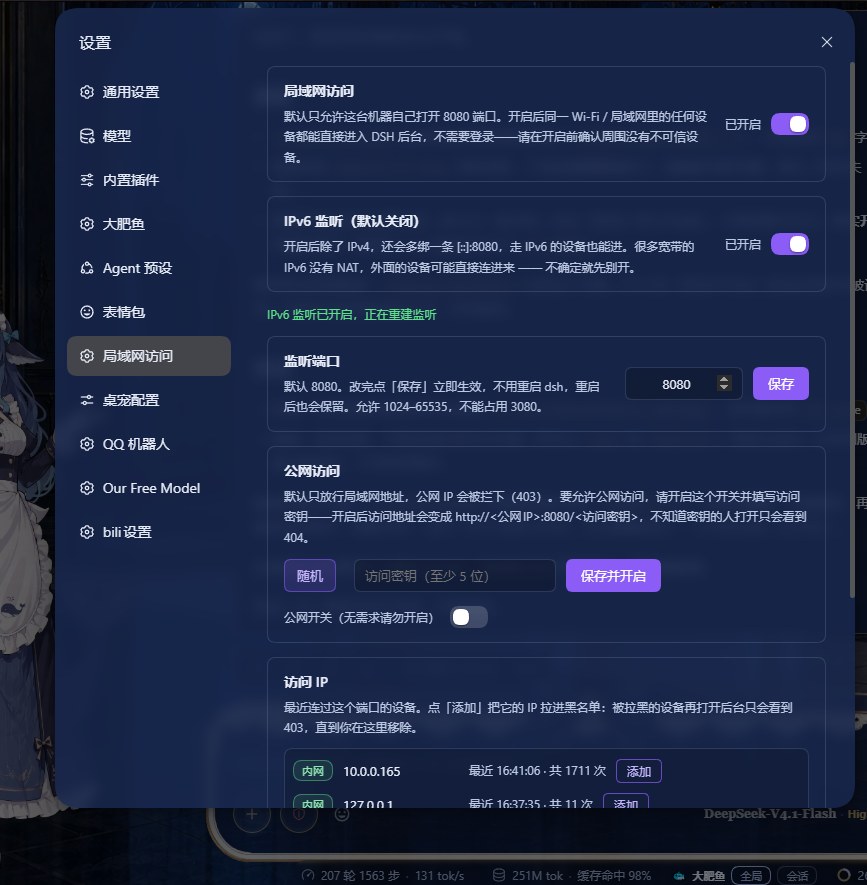 设置
通用设置
模型
内置插件
大肥鱼
Agent 预设
表情包
局域网访问
桌宠配置
QQ 机器人
Our Free Model
bili 设置
局域网访问
默认只允许这台机器自己打开 8080 端口。开启后同一 Wi-Fi / 局域网里的任何设
备都能直接进入 DSH 后台，不需要登录——请在开启前确认周围没有不可信设
备。
已开启
IPv6 监听（默认关闭）
开启后除了 IPv4，还会多绑一条 [::]:8080，走 IPv6 的设备也能进。很多宽带的
IPv6 没有 NAT，外面的设备可能直接连进来 —— 不确定就先别开。
已开启
IPv6 监听已开启，正在重建监听
监听端口
默认 8080。改完点「保存」立即生效，不用重启 dsh，重启
后也会保留。允许 1024-65535，不能占用 3080。
8080
保存
公网访问
默认只放行局域网地址，公网 IP 会被拦下（403）。要允许公网访问，请开启这个开关并填写访问
密钥——开启后访问地址会变成 http://<公网 IP>:8080/<访问密钥>，不知道密钥的人打开只会看到
404。
随机
访问密钥（至少 5 位）
保存并开启
公网开关（无需求请勿开启）
访问 IP
最近连过这个端口的设备。点「添加」把它的 IP 拉进黑名单：被拉黑的设备再打开后台只会看到
403，直到你在这里移除。
内网 10.0.0.165 最近 16:41:06 · 共 1711 次 添加
内网 127.0.0.1 最近 16:37:35 · 共 11 次 添加
DeepSeek-V4.1-Flash · Hig
207 轮 1563 步 · 131 tok/s 251M tok · 缓存命中 98% 大肥鱼 全局 会话